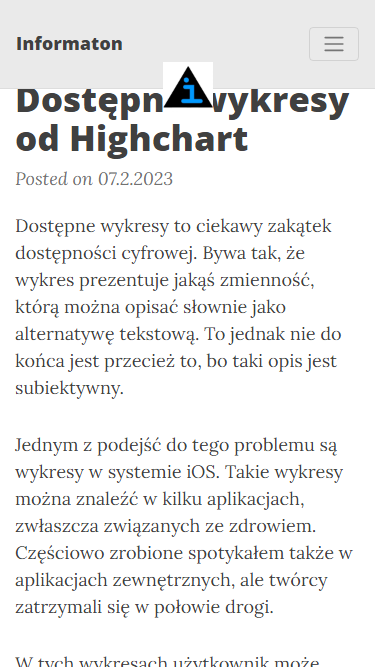 Informaton
Dostępn wykresy
od Highchart
Posted on 07.2.2023
Dostępne wykresy to ciekawy zakątek
dostępności cyfrowej. Bywa tak, że
wykres prezentuje jakąś zmienność,
którą można opisać słownie jako
alternatywę tekstową. To jednak nie do
końca jest przecież to, bo taki opis jest
subiektywny.
Jednym z podejść do tego problemu są
wykresy w systemie iOS. Takie wykresy
można znaleźć w kilku aplikacjach,
zwłaszcza związanych ze zdrowiem.
Częściowo zrobione spotykałem także w
aplikacjach zewnętrznych, ale twórcy
zatrzymali się w połowie drogi.
W tych wykresach użytkownik może